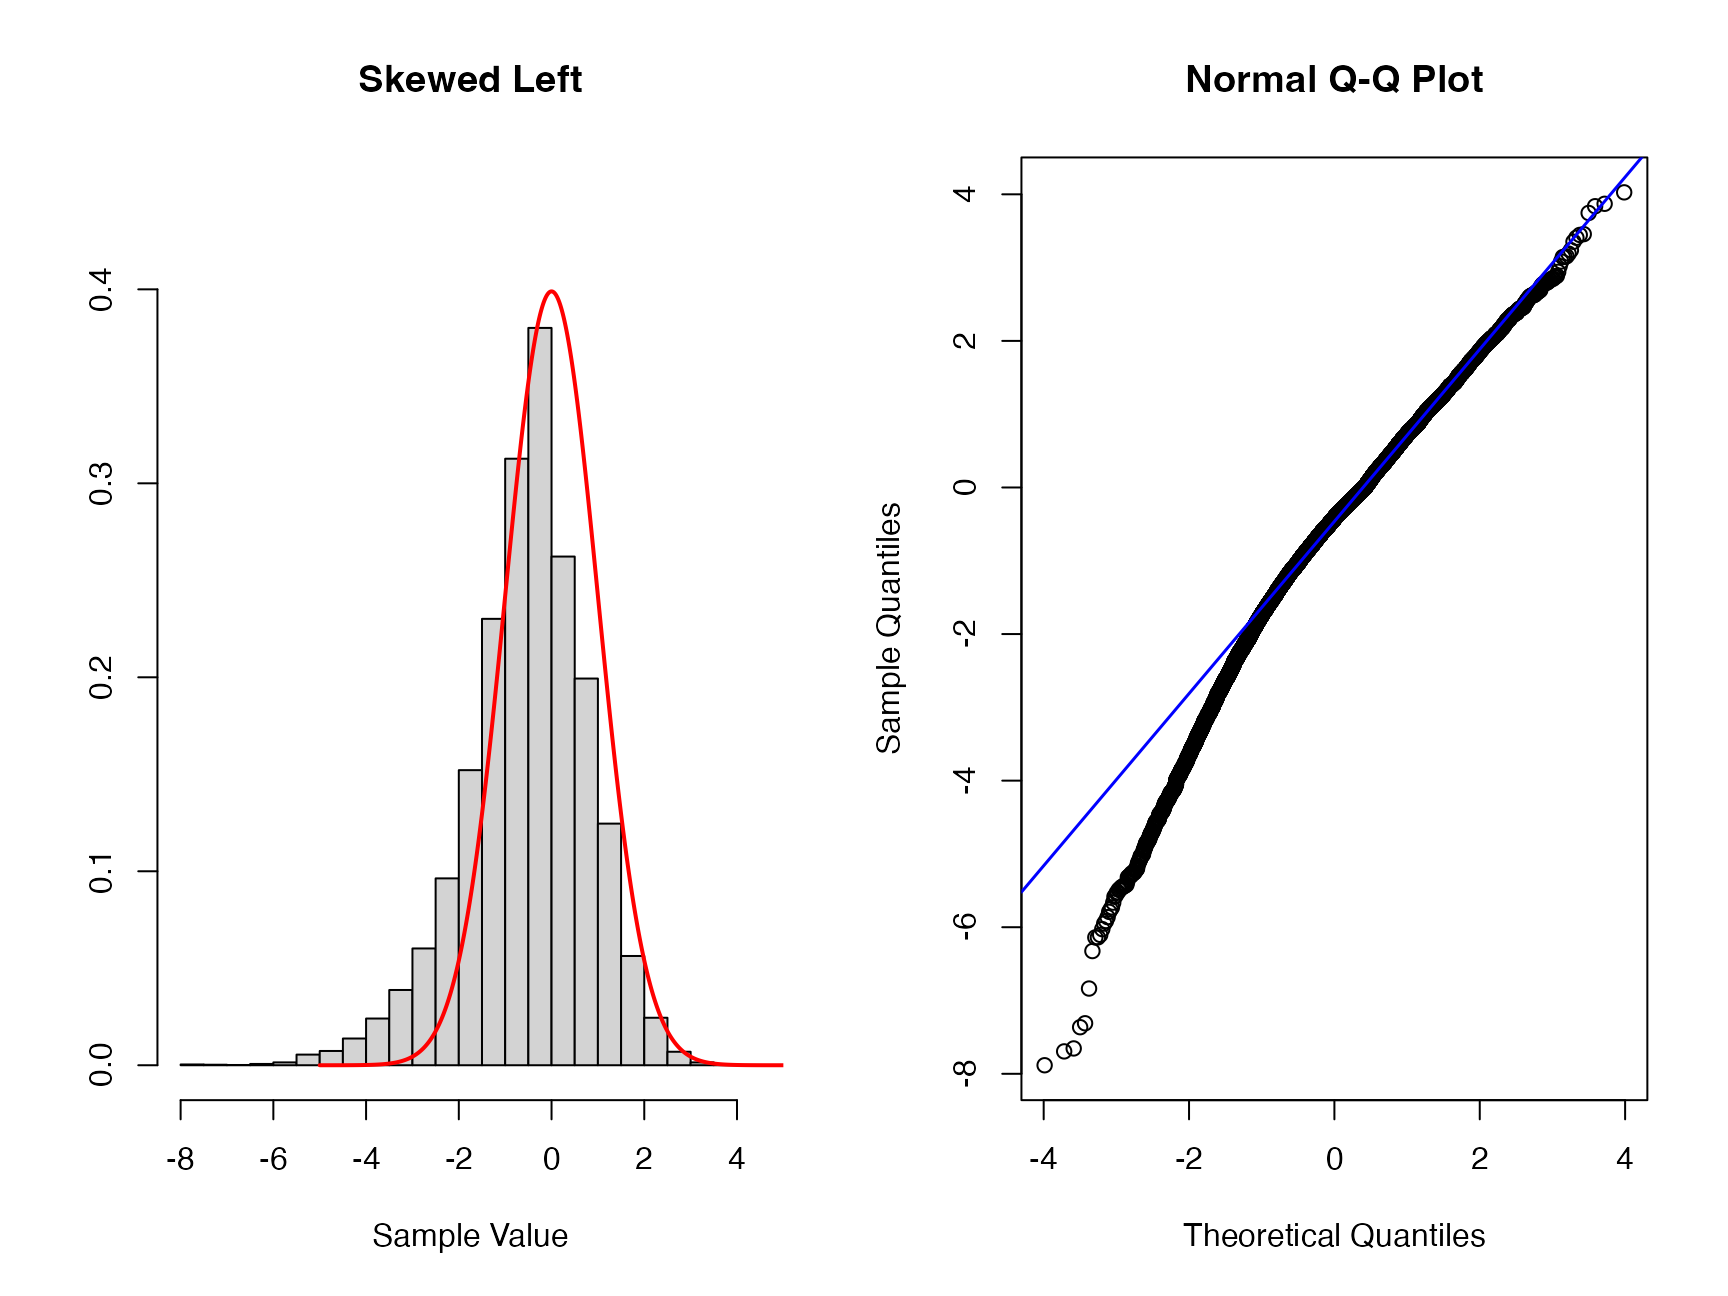 Skewed Left
0.4
0.3
0.2
0.1
0.0
-8 -6 -4 -2 0 2 4
Sample Value
Normal Q-Q Plot
Sample Quantiles
4
2
0
-2
-4
-6
-8
-4 -2 0 2 4
Theoretical Quantiles